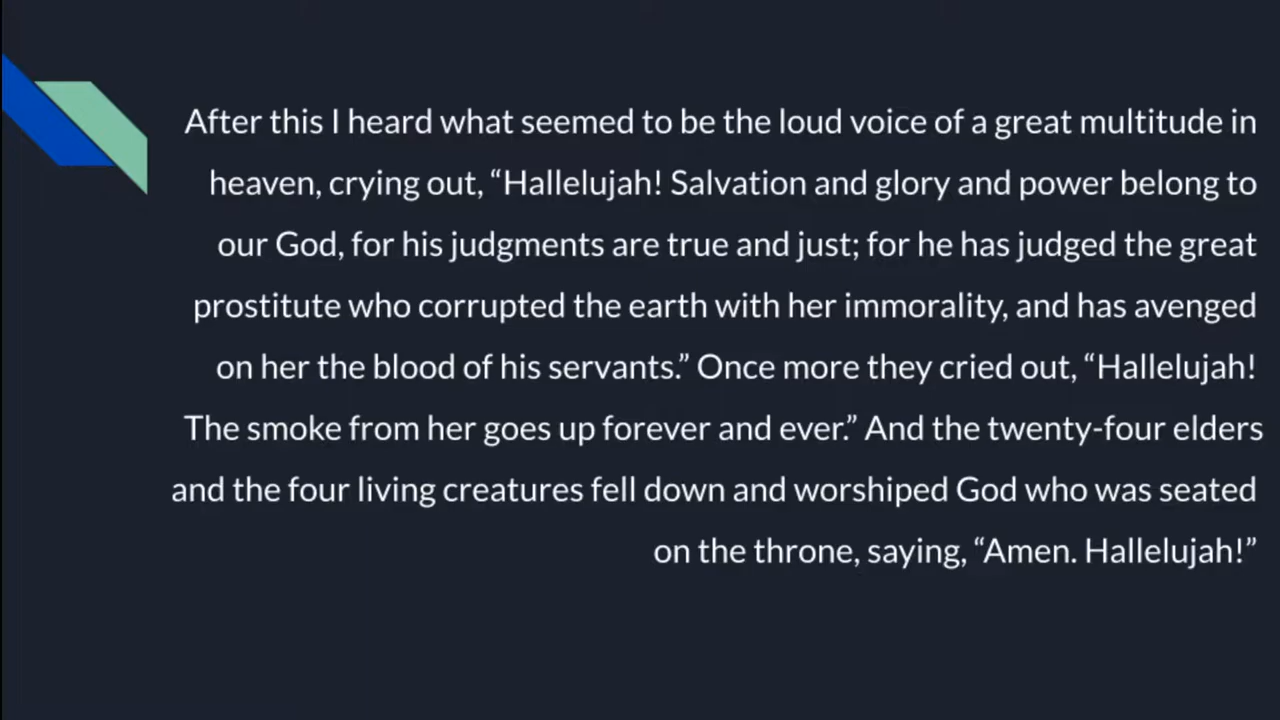 After this I heard what seemed to be the loud voice of a great multitude in
heaven, crying out, “Hallelujah! Salvation and glory and power belong to
our God, for his judgments are true and just; for he has judged the great
prostitute who corrupted the earth with her immorality, and has avenged
on her the blood of his servants.” Once more they cried out, “Hallelujah!
The smoke from her goes up forever and ever.” And the twenty-four elders
and the four living creatures fell down and worshiped God who was seated
on the throne, saying, “Amen. Hallelujah!”